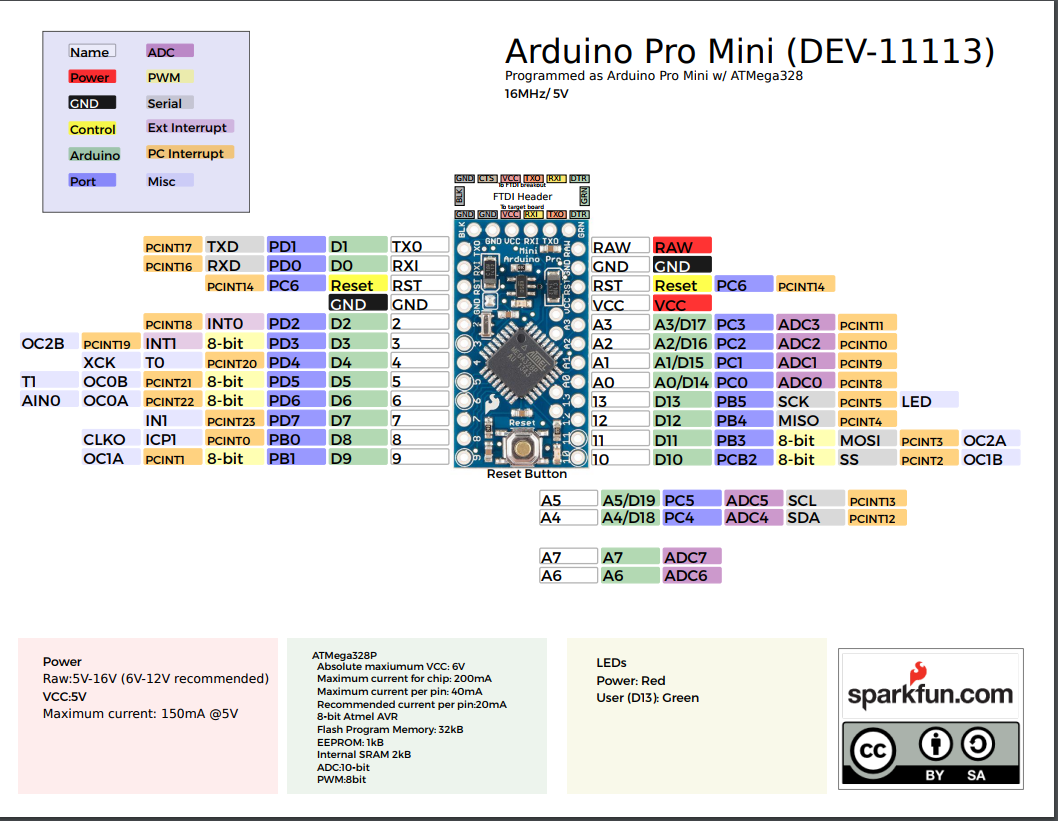 Arduino Pro Mini (DEV-11113)
Programmed as Arduino Pro Mini w/ ATMega328
16MHz/ 5V
Name ADC
Power PWM
GND Serial
Control Ext Interrupt
Arduino PC Interrupt
Port Misc
GND CTS VCC TXO RXI DTR
To FTDI breakout
BLK FTDI Header GRN
To target board
GND GND VCC RXI TXO DTR
BLK GRN
GND VCC RXI TXO
Mini
Arduino Pro
PCINT17 TXD PD1 D1 TX0
PCINT16 RXD PD0 D0 RXI
PCINT14 PC6 Reset RST
GND GND
PCINT18 INT0 PD2 D2 2
OC2B PCINT19 INT1 8-bit PD3 D3 3
XCK T0 PCINT20 PD4 D4 4
T1 OC0B PCINT21 8-bit PD5 D5 5
AIN0 OC0A PCINT22 8-bit PD6 D6 6
IN1 PCINT23 PD7 D7 7
CLKO ICP1 PCINT0 PB0 D8 8
OC1A PCINT1 8-bit PB1 D9 9
TXO RXI RST GND 2 3 4 5 6 7 8 9
RAW GND RST VCC A3 A2 A1 A0 13 12 11 10
Reset
RAW RAW
GND GND
RST Reset PC6 PCINT14
VCC VCC
A3 A3/D17 PC3 ADC3 PCINT11
A2 A2/D16 PC2 ADC2 PCINT10
A1 A1/D15 PC1 ADC1 PCINT9
A0 A0/D14 PC0 ADC0 PCINT8
13 D13 PB5 SCK PCINT5 LED
12 D12 PB4 MISO PCINT4
11 D11 PB3 8-bit MOSI PCINT3 OC2A
10 D10 PCB2 8-bit SS PCINT2 OC1B
Reset Button
A5 A5/D19 PC5 ADC5 SCL PCINT13
A4 A4/D18 PC4 ADC4 SDA PCINT12
A7 A7 ADC7
A6 A6 ADC6
Power
Raw:5V-16V (6V-12V recommended)
VCC:5V
Maximum current: 150mA @5V
ATMega328P
Absolute maxiumum VCC: 6V
Maximum current for chip: 200mA
Maximum current per pin: 40mA
Recommended current per pin:20mA
8-bit Atmel AVR
Flash Program Memory: 32kB
EEPROM: 1kB
Internal SRAM 2kB
ADC:10-bit
PWM:8bit
LEDs
Power: Red
User (D13): Green
sparkfun.com
cc
BY SA